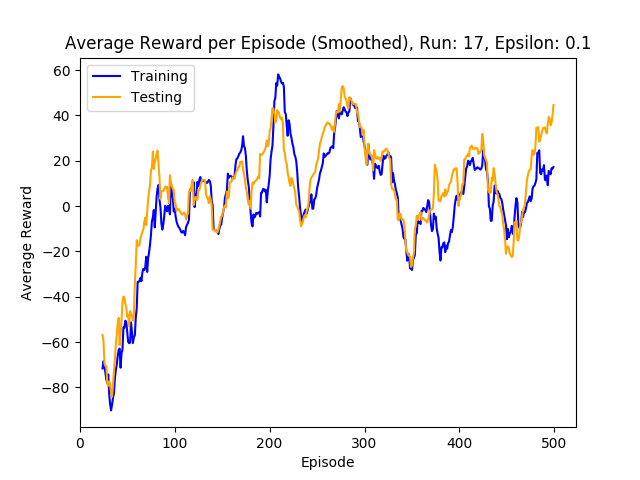 Average Reward per Episode (Smoothed), Run: 17, Epsilon: 0.1
Training
Testing
60
40
20
0
−20
−40
−60
−80
Average Reward
0 100 200 300 400 500
Episode